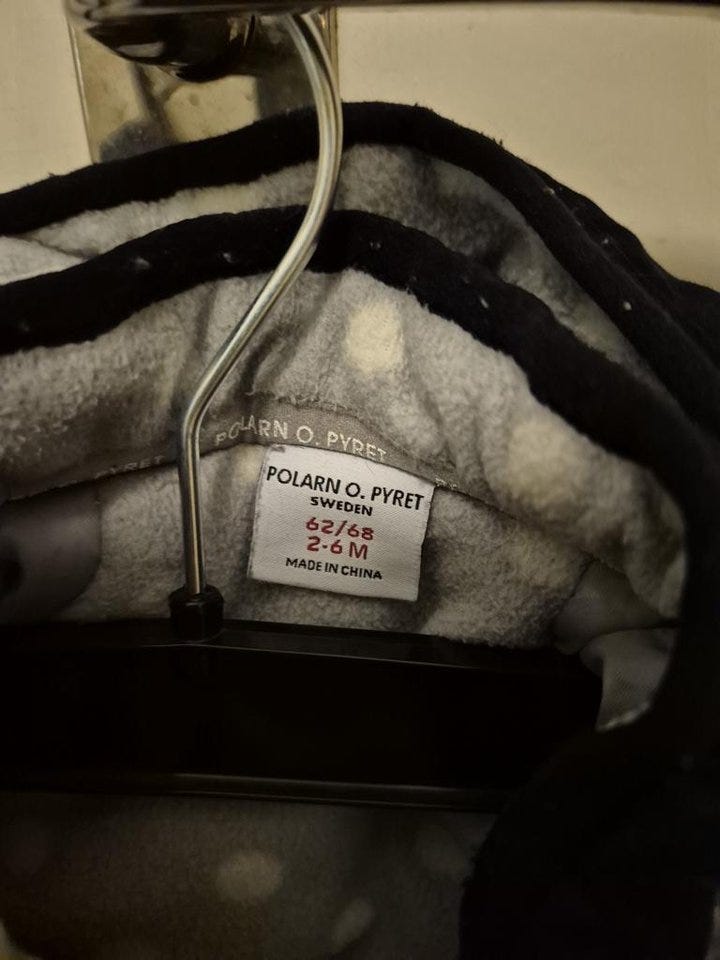 POLARN O. PYRET
POLARN O. PYRET
SWEDEN
62/68
2-6 M
MADE IN CHINA